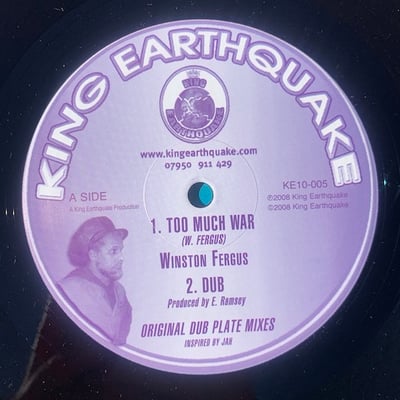 KING EARTHQUAKE
KING
EARTHQUAKE
www.kingearthquake.com
07950 911 429
A SIDE
A King Earthquake Production
KE10-005
℗2008 King Earthquake
©2008 King Earthquake
1. TOO MUCH WAR
(W. FERGUS)
WINSTON FERGUS
2. DUB
Produced by E. Ramsey
ORIGINAL DUB PLATE MIXES
INSPIRED BY JAH